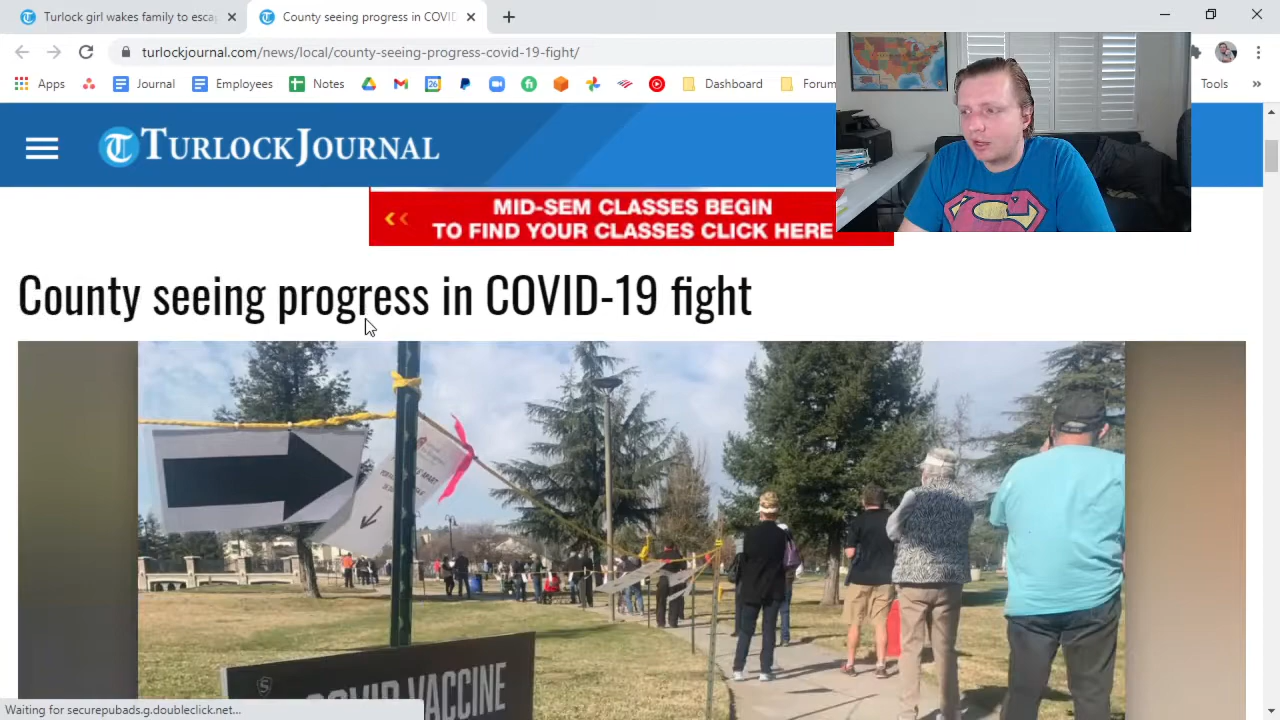 Turlock girl wakes family to esca
County seeing progress in COVID
turlockjournal.com/news/local/county-seeing-progress-covid-19-fight/
Apps
Journal
Employees
Notes
Dashboard
Forum
Tools
TURLOCKJOURNAL
MID-SEM CLASSES BEGIN
TO FIND YOUR CLASSES CLICK HERE
County seeing progress in COVID-19 fight
COVID VACCINE
Waiting for securepubads.g.doubleclick.net...